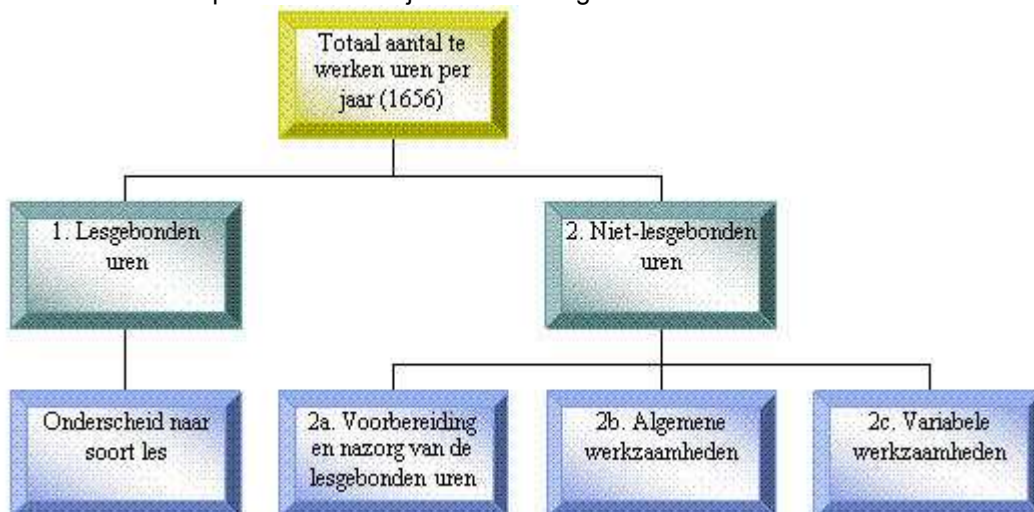 Totaal aantal te
werken uren per
jaar (1656)
1. Lesgebonden
uren
2. Niet-lesgebonden
uren
Onderscheid naar
soort les
2a. Voorbereiding
en nazorg van de
lesgebonden uren
2b. Algemene
werkzaamheden
2c. Variabele
werkzaamheden